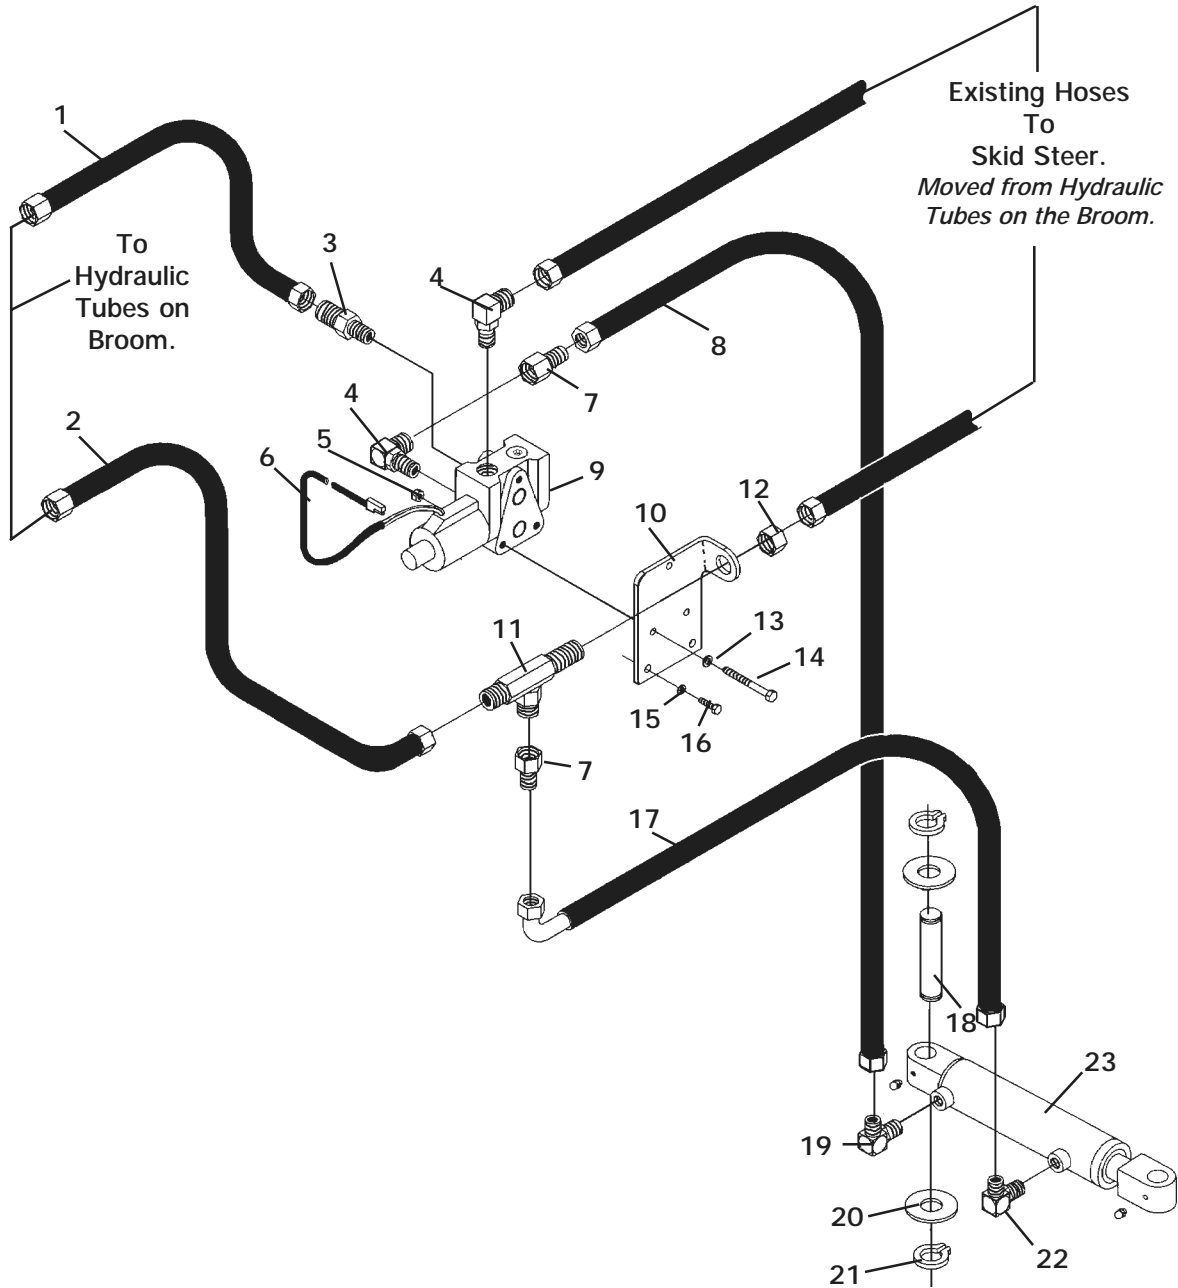 Existing Hoses
To
Skid Steer.
Moved from Hydraulic
Tubes on the Broom.
1
To
Hydraulic
Tubes on
Broom.
3
4
8
7
4
2
5
6
9
12
10
11
13
14
15
16
7
17
18
23
19
20
22
21